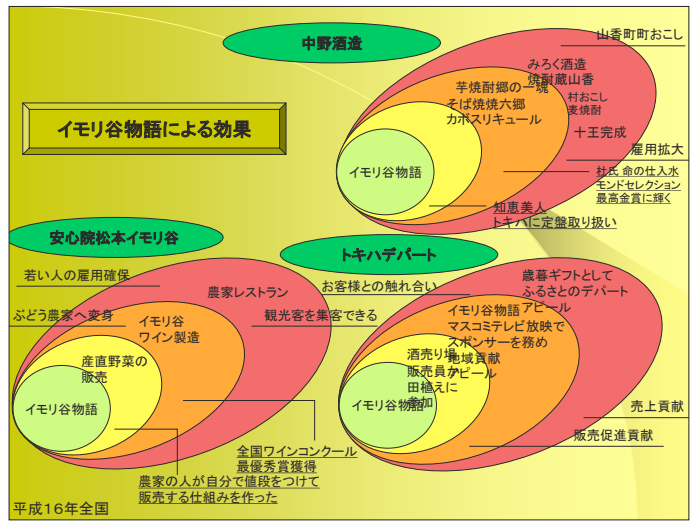 中野酒造
山香町町おこし
みろく酒造
焼酎蔵山香
村おこし
麦焼酎
十王完成
芋焼酎郷の一魂
そば焼焼六郷
カボスリキュール
イモリ谷物語
雇用拡大
杜氏 命の仕入水
モンドセレクション
最高金賞に輝く
知恵美人
トキハに定盤取り扱い
イモリ谷物語による効果
安心院松本イモリ谷
若い人の雇用確保
農家レストラン
ぶどう農家へ変身
イモリ谷
ワイン製造
観光客を集客できる
産直野菜の
販売
イモリ谷物語
全国ワインコンクール
最優秀賞獲得
農家の人が自分で値段をつけて
販売する仕組みを作った
トキハデパート
お客様との触れ合い
歳暮ギフトとして
ふるさとのデパート
アピール
イモリ谷物語
マスコミテレビ放映で
スポンサーを務め
地域貢献
アピール
酒売り場
販売員が
田植えに
参加
イモリ谷物語
売上貢献
販売促進貢献
平成16年全国